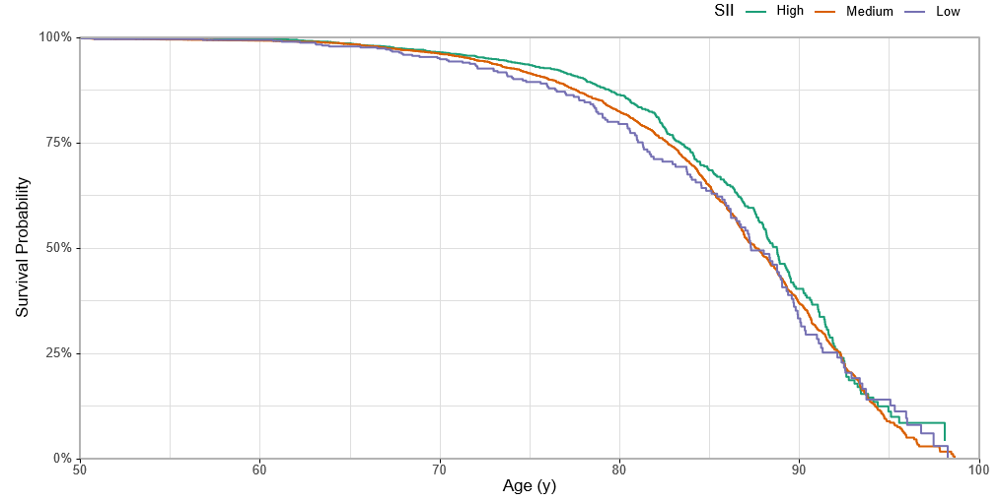 SII High Medium Low
100%
75%
50%
25%
0%
Survival Probability
50 60 70 80 90 100
Age (y)